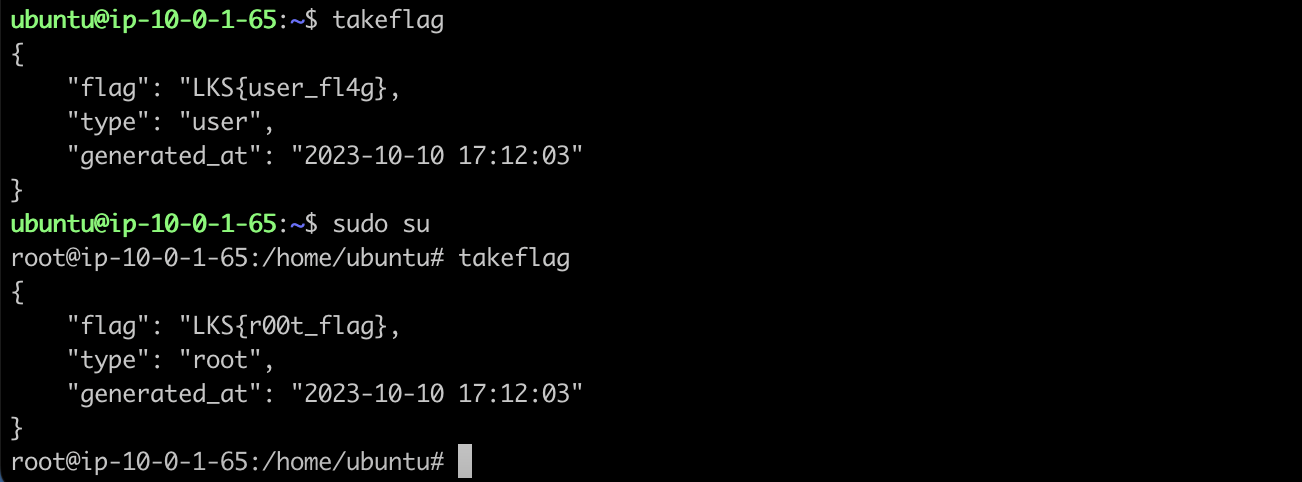 ubuntu@ip-10-0-1-65:~$ takeflag
{
    "flag": "LKS{user_fl4g},
    "type": "user",
    "generated_at": "2023-10-10 17:12:03"
}
ubuntu@ip-10-0-1-65:~$ sudo su
root@ip-10-0-1-65:/home/ubuntu# takeflag
{
    "flag": "LKS{r00t_flag},
    "type": "root",
    "generated_at": "2023-10-10 17:12:03"
}
root@ip-10-0-1-65:/home/ubuntu#